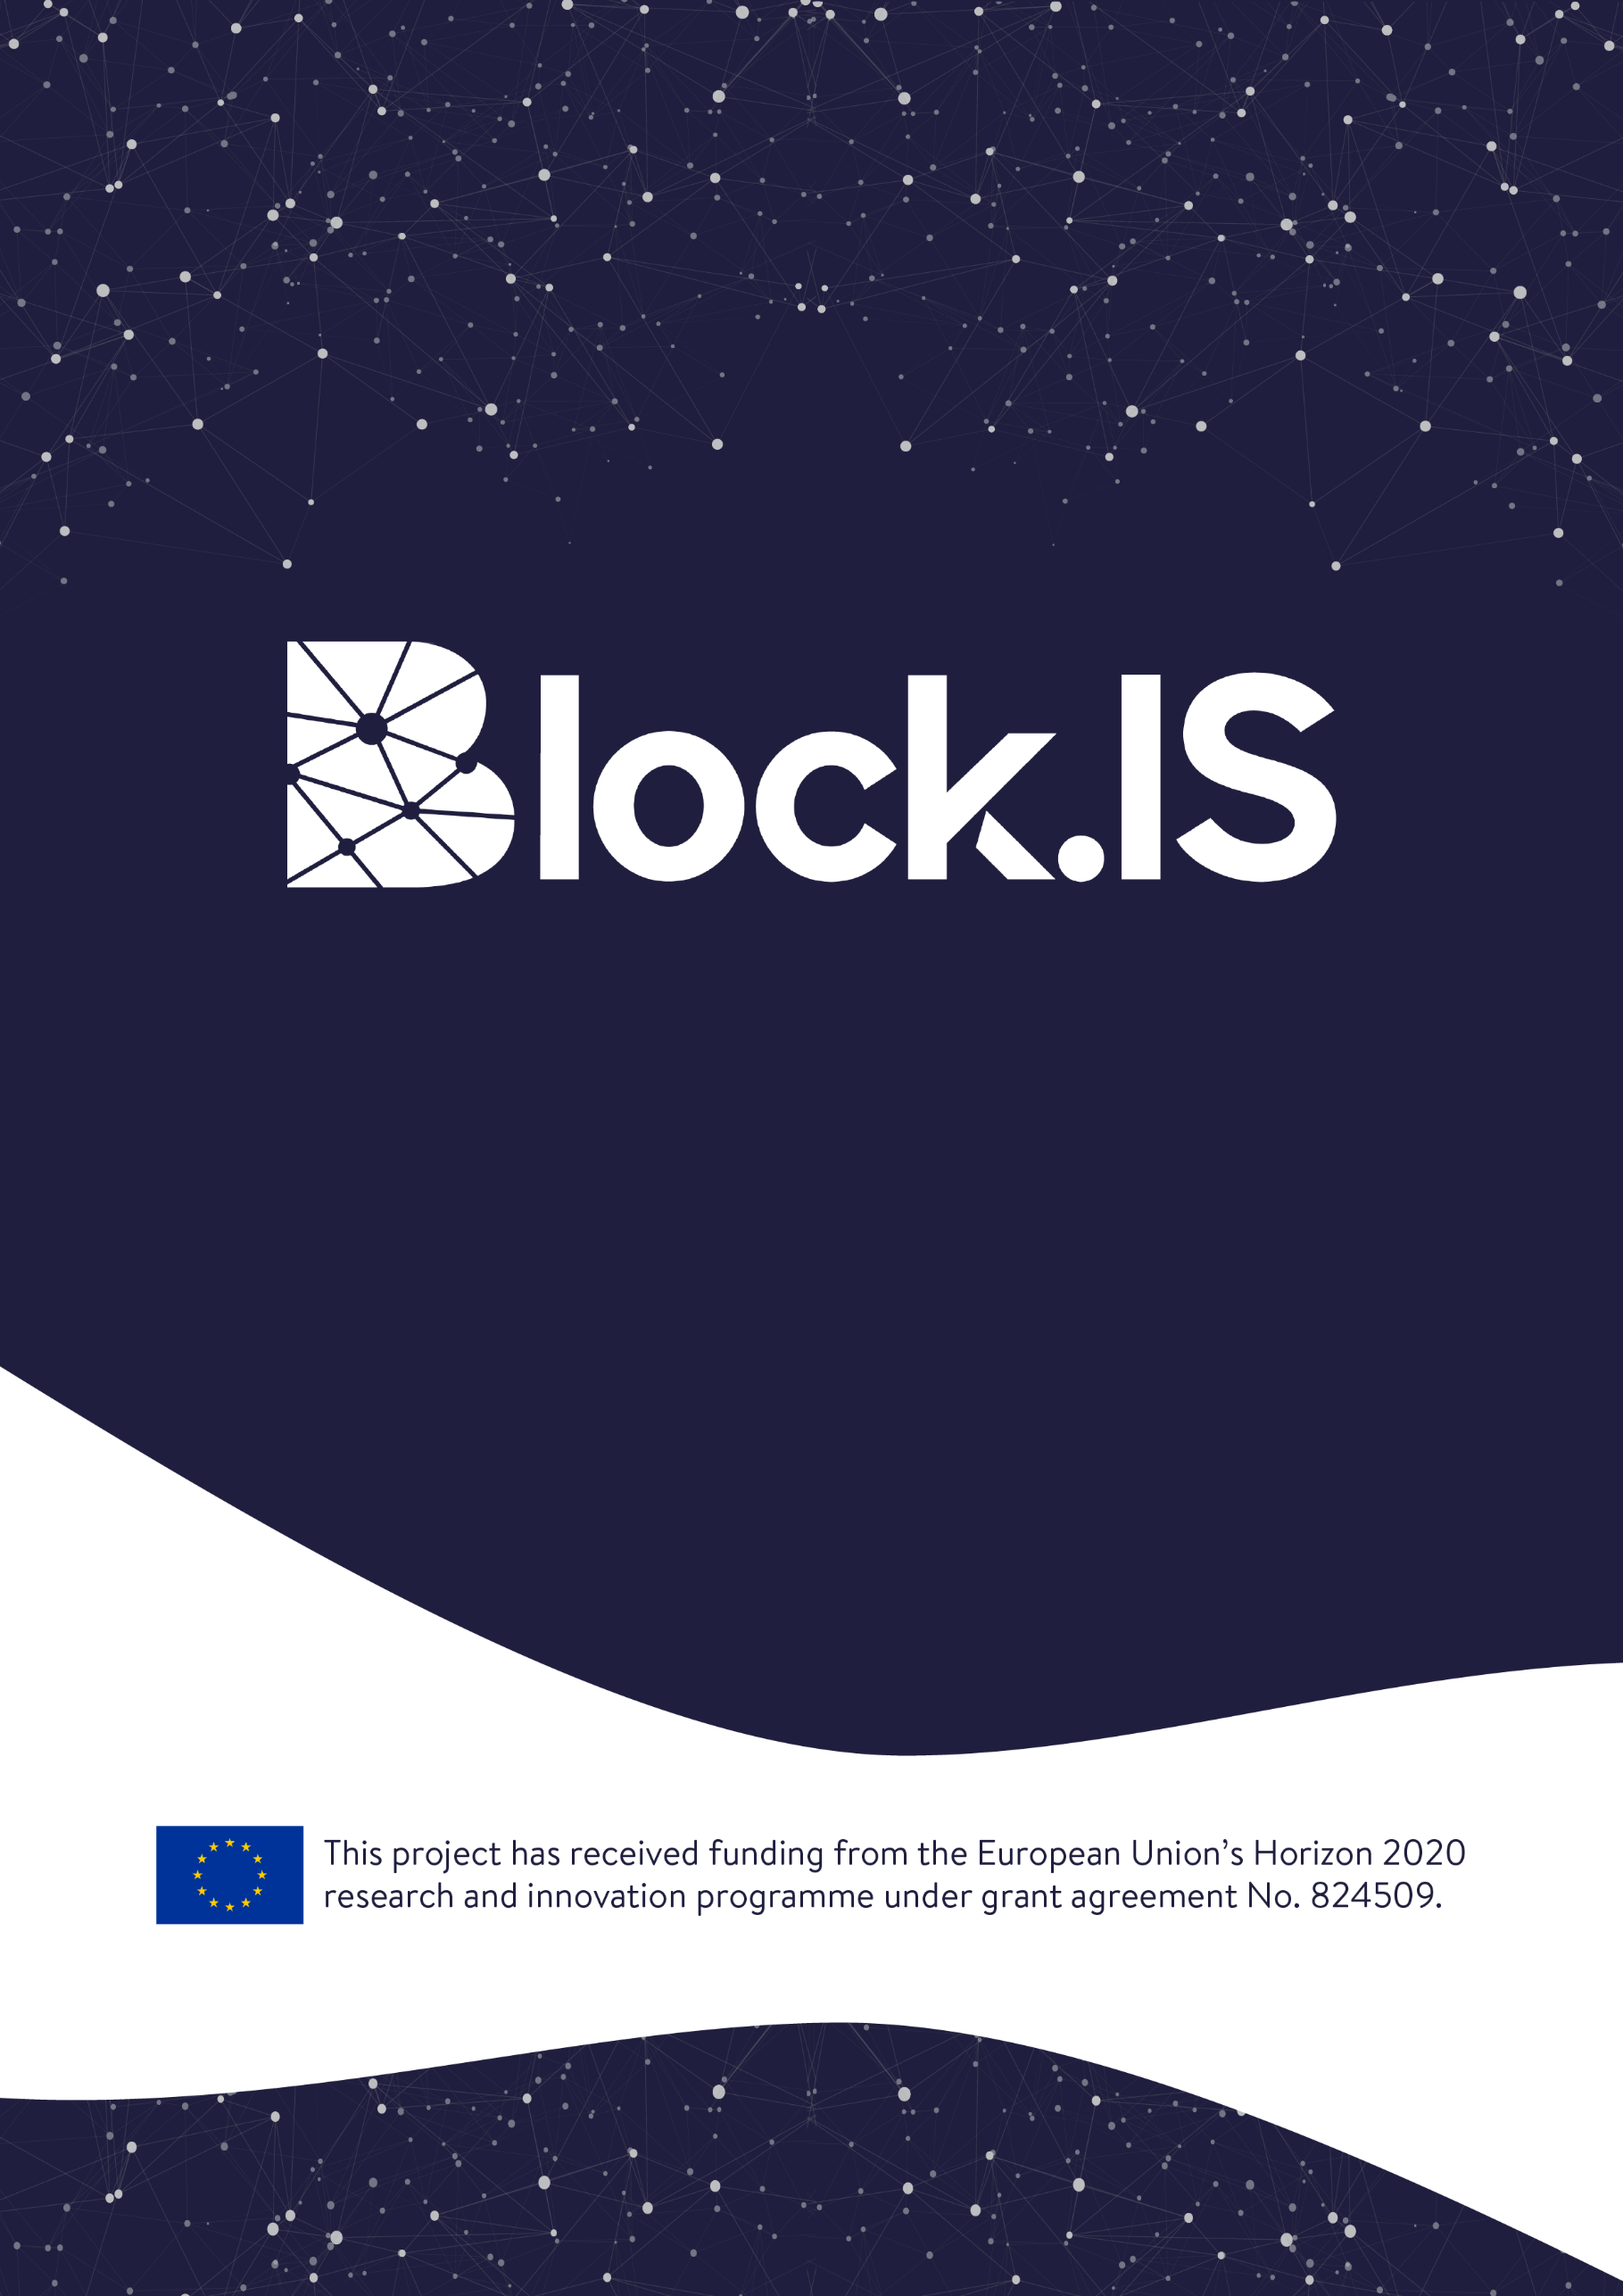 Block.IS
This project has received funding from the European Union’s Horizon 2020
research and innovation programme under grant agreement No. 824509.